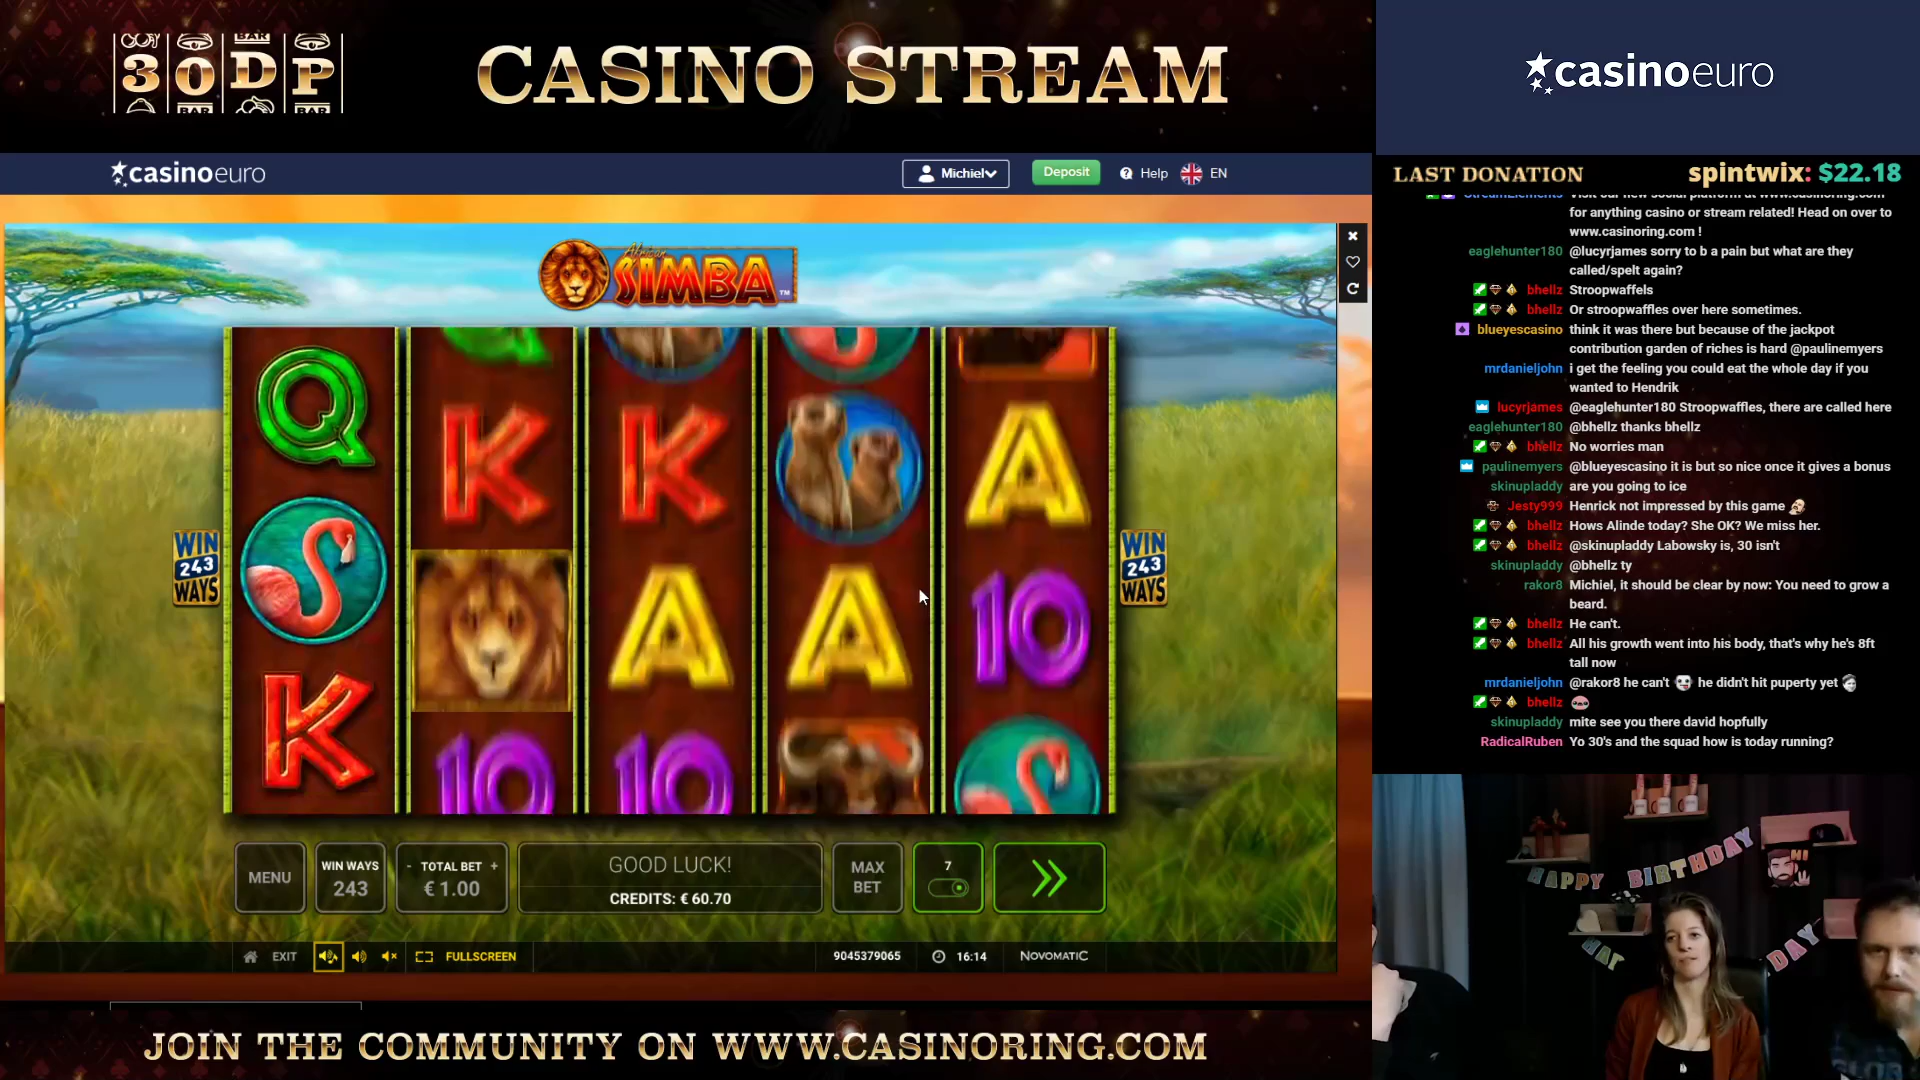 30DP
BAR
BAR BAR
CASINO STREAM
casinoeuro
casinoeuro
Michiel
Deposit
Help
EN
LAST DONATION
spintwix: $22.18
for anything casino or stream related! Head on over to
www.casinoring.com !
eaglehunter180 @lucyrjames sorry to b a pain but what are they
called/spelt again?
bhellz Stroopwaffels
bhellz Or stroopwaffles over here sometimes.
blueyescasino think it was there but because of the jackpot
contribution garden of riches is hard @paulinemyers
mrdanieljohn i get the feeling you could eat the whole day if you
wanted to Hendrik
lucyrjames @eaglehunter180 Stroopwaffles, there are called here
eaglehunter180 @bhellz thanks bhellz
bhellz No worries man
paulinemyers @blueyescasino it is but so nice once it gives a bonus
skinupladdy are you going to ice
Jesty999 Henrick not impressed by this game
bhellz Hows Alinde today? She OK? We miss her.
bhellz @skinupladdy Labowsky is, 30 isn't
skinupladdy @bhellz ty
rakor8 Michiel, it should be clear by now: You need to grow a
beard.
bhellz He can't.
bhellz All his growth went into his body, that's why he's 8ft
tall now
mrdanieljohn @rakor8 he can't he didn't hit puperty yet
bhellz
skinupladdy mite see you there david hopfully
RadicalRuben Yo 30's and the squad how is today running?
African
SIMBA™
Q
K K A
WIN
243
WAYS
WIN
243
WAYS
A A 10
K 10 10
MENU
WIN WAYS
243
- TOTAL BET +
€ 1.00
GOOD LUCK!
CREDITS: € 60.70
MAX
BET
7
EXIT
FULLSCREEN
9045379065
16:14
NOVOMATIC
HAPPY BIRTHDAY
HI
DAY
JOIN THE COMMUNITY ON WWW.CASINORING.COM